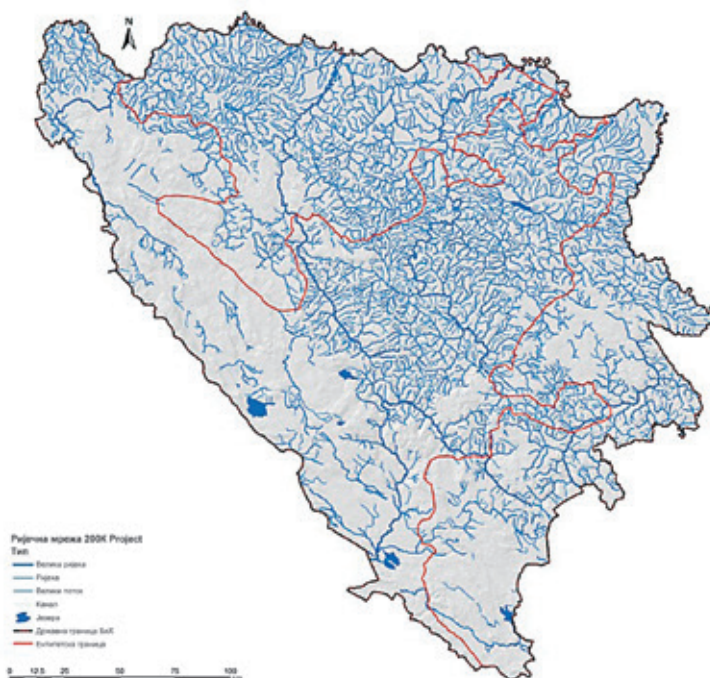 N
Ријечна мрежа 200K Project
Тип
Велика ријека
Ријека
Велики поток
Канал
Језера
Државна граница БиХ
Ентитетска граница
0 12.5 25 50 75 100